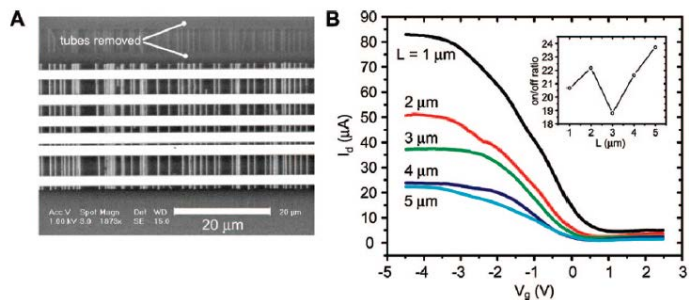 A
tubes removed
Acc.V Spot Magn Det WD
20 µm
1.00 kV 3.0 1073x SE 15.0
20 µm
B
90
80
70
60
50
40
30
20
10
0
I_d (µA)
L = 1 µm
2 µm
3 µm
4 µm
5 µm
-5 -4 -3 -2 -1 0 1 2 3
V_g (V)
24
23
22
21
20
19
18
on/off ratio
1 2 3 4 5
L (µm)